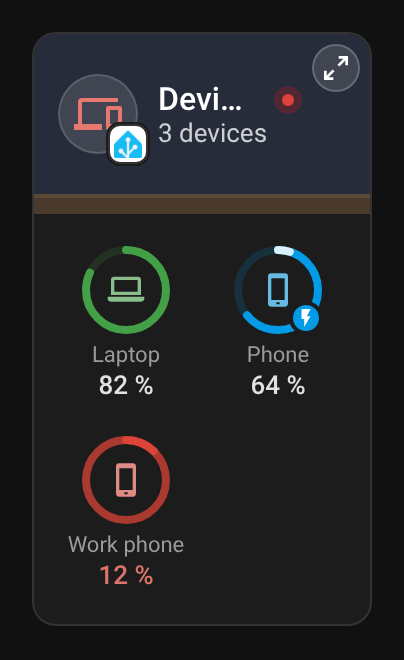 Devi...
3 devices
Laptop
82 %
Phone
64 %
Work phone
12 %